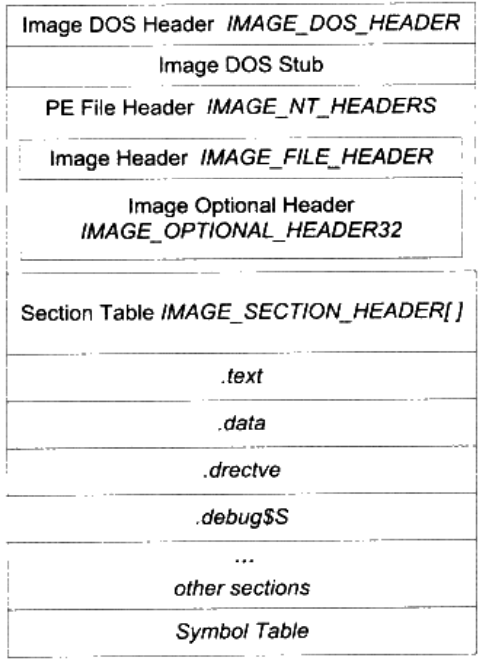 Image DOS Header IMAGE_DOS_HEADER
Image DOS Stub
PE File Header IMAGE_NT_HEADERS
Image Header IMAGE_FILE_HEADER
Image Optional Header
IMAGE_OPTIONAL_HEADER32
Section Table IMAGE_SECTION_HEADER[ ]
.text
.data
.drectve
.debug$S
...
other sections
Symbol Table